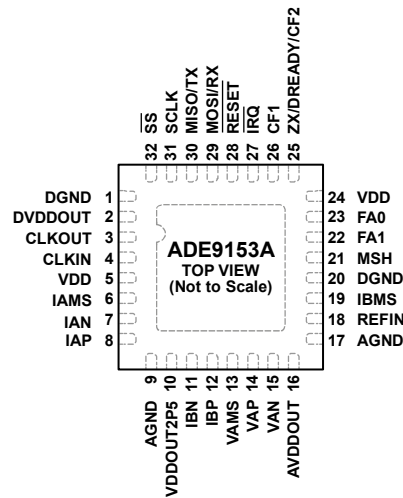 32 SS
31 SCLK
30 MISO/TX
29 MOSI/RX
28 RESET
27 IRQ
26 CF1
25 ZX/DREADY/CF2
DGND 1
DVDDOUT 2
CLKOUT 3
CLKIN 4
VDD 5
IAMS 6
IAN 7
IAP 8
ADE9153A
TOP VIEW
(Not to Scale)
24 VDD
23 FA0
22 FA1
21 MSH
20 DGND
19 IBMS
18 REFIN
17 AGND
AGND 9
VDDOUT2P5 10
IBN 11
IBP 12
VAMS 13
VAP 14
VAN 15
AVDDOUT 16